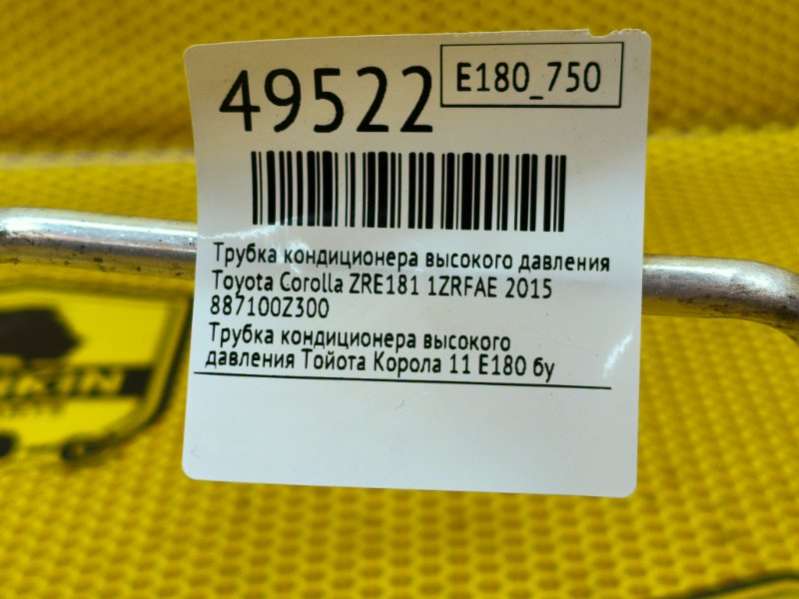 49522
E180_750
Трубка кондиционера высокого давления
Toyota Corolla ZRE181 1ZRFAE 2015
887100Z300
Трубка кондиционера высокого
давления Тойота Корола 11 Е180 бу